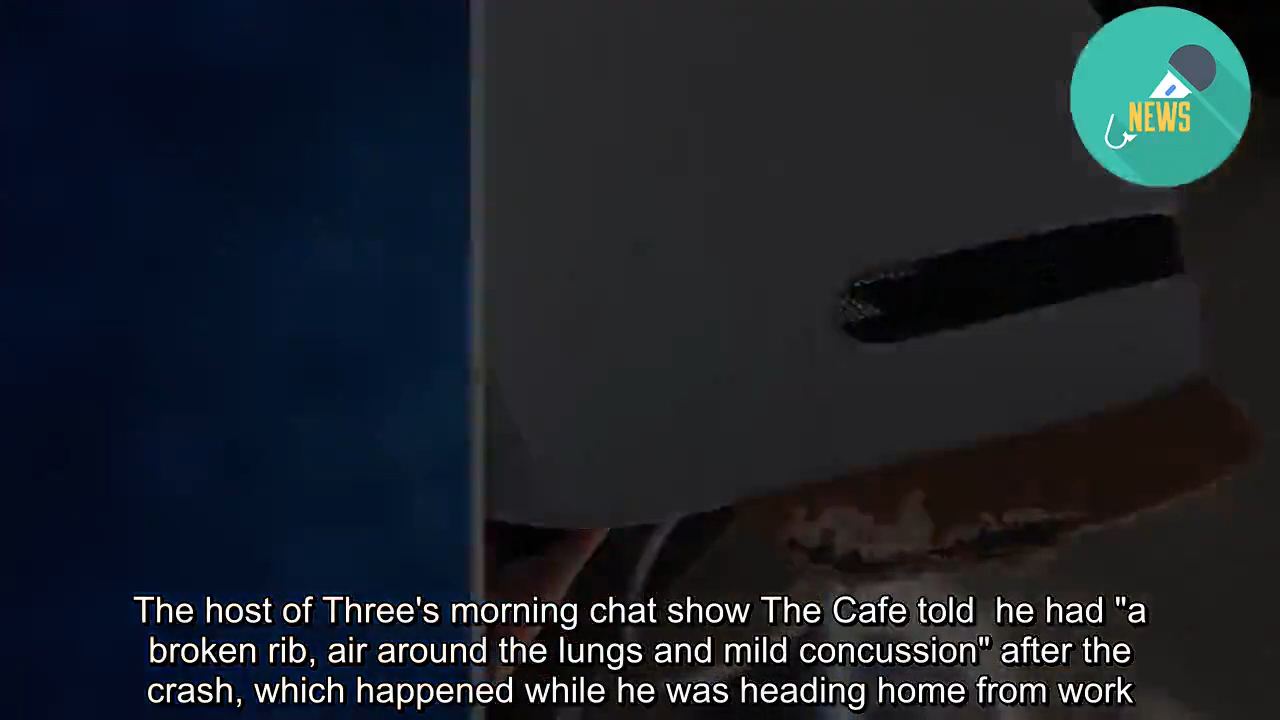 NEWS
The host of Three's morning chat show The Cafe told  he had "a
broken rib, air around the lungs and mild concussion" after the
crash, which happened while he was heading home from work